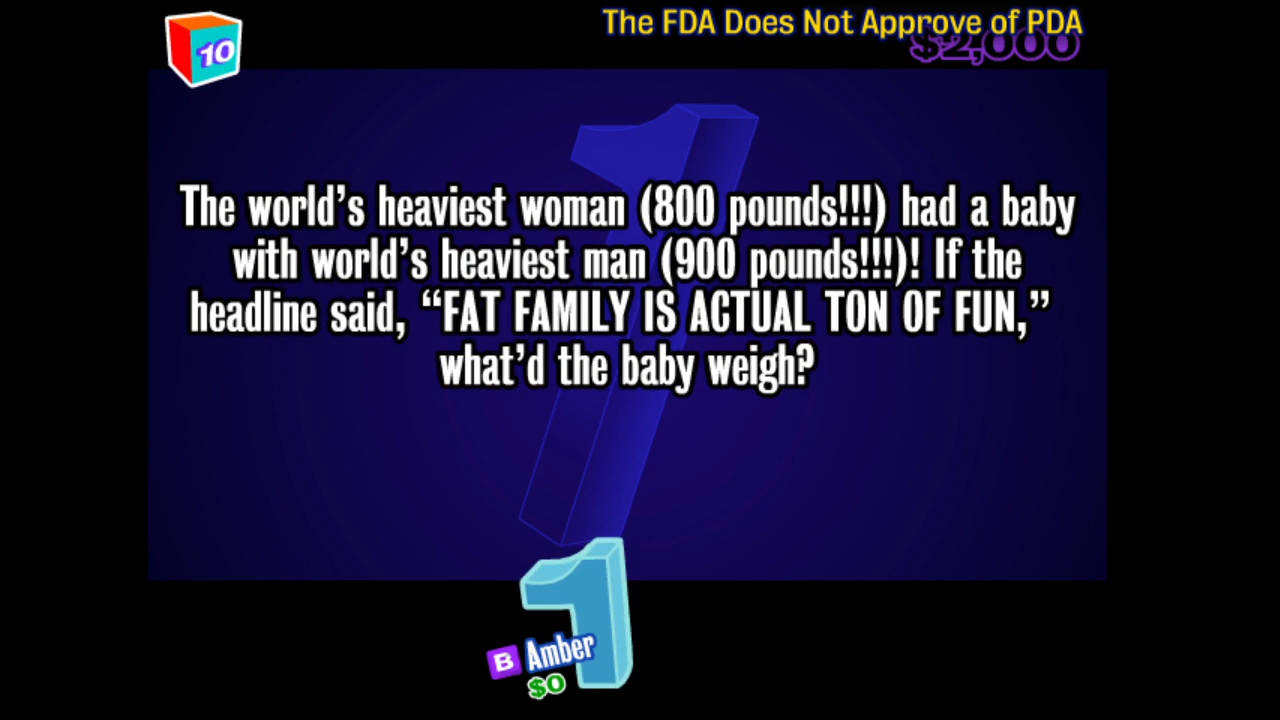 10
The FDA Does Not Approve of PDA
$2,000
The world’s heaviest woman (800 pounds!!!) had a baby
with world’s heaviest man (900 pounds!!!)! If the
headline said, “FAT FAMILY IS ACTUAL TON OF FUN,”
what’d the baby weigh?
1
B Amber
$0